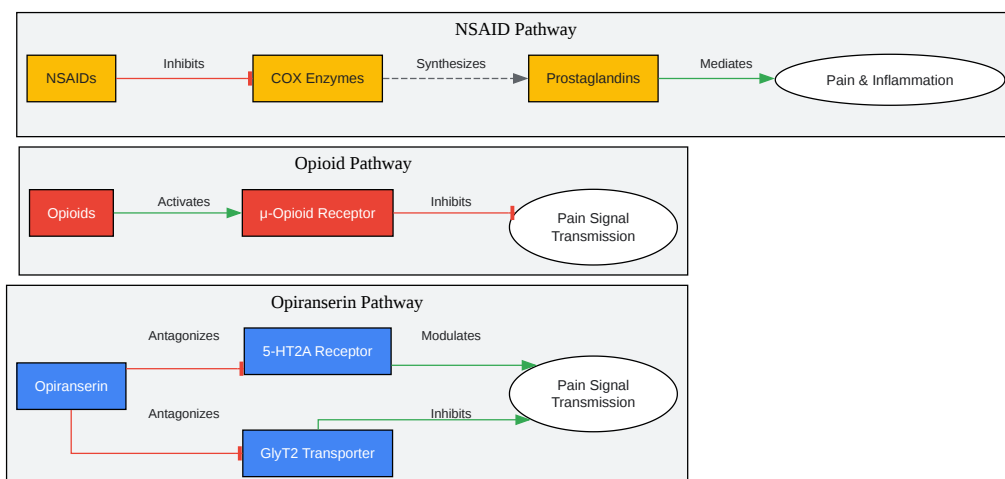 NSAID Pathway
NSAIDs
Inhibits
COX Enzymes
Synthesizes
Prostaglandins
Mediates
Pain & Inflammation
Opioid Pathway
Opioids
Activates
μ-Opioid Receptor
Inhibits
Pain Signal
Transmission
Opiranserin Pathway
Opiranserin
Antagonizes
5-HT2A Receptor
Modulates
Pain Signal
Transmission
Antagonizes
GlyT2 Transporter
Inhibits